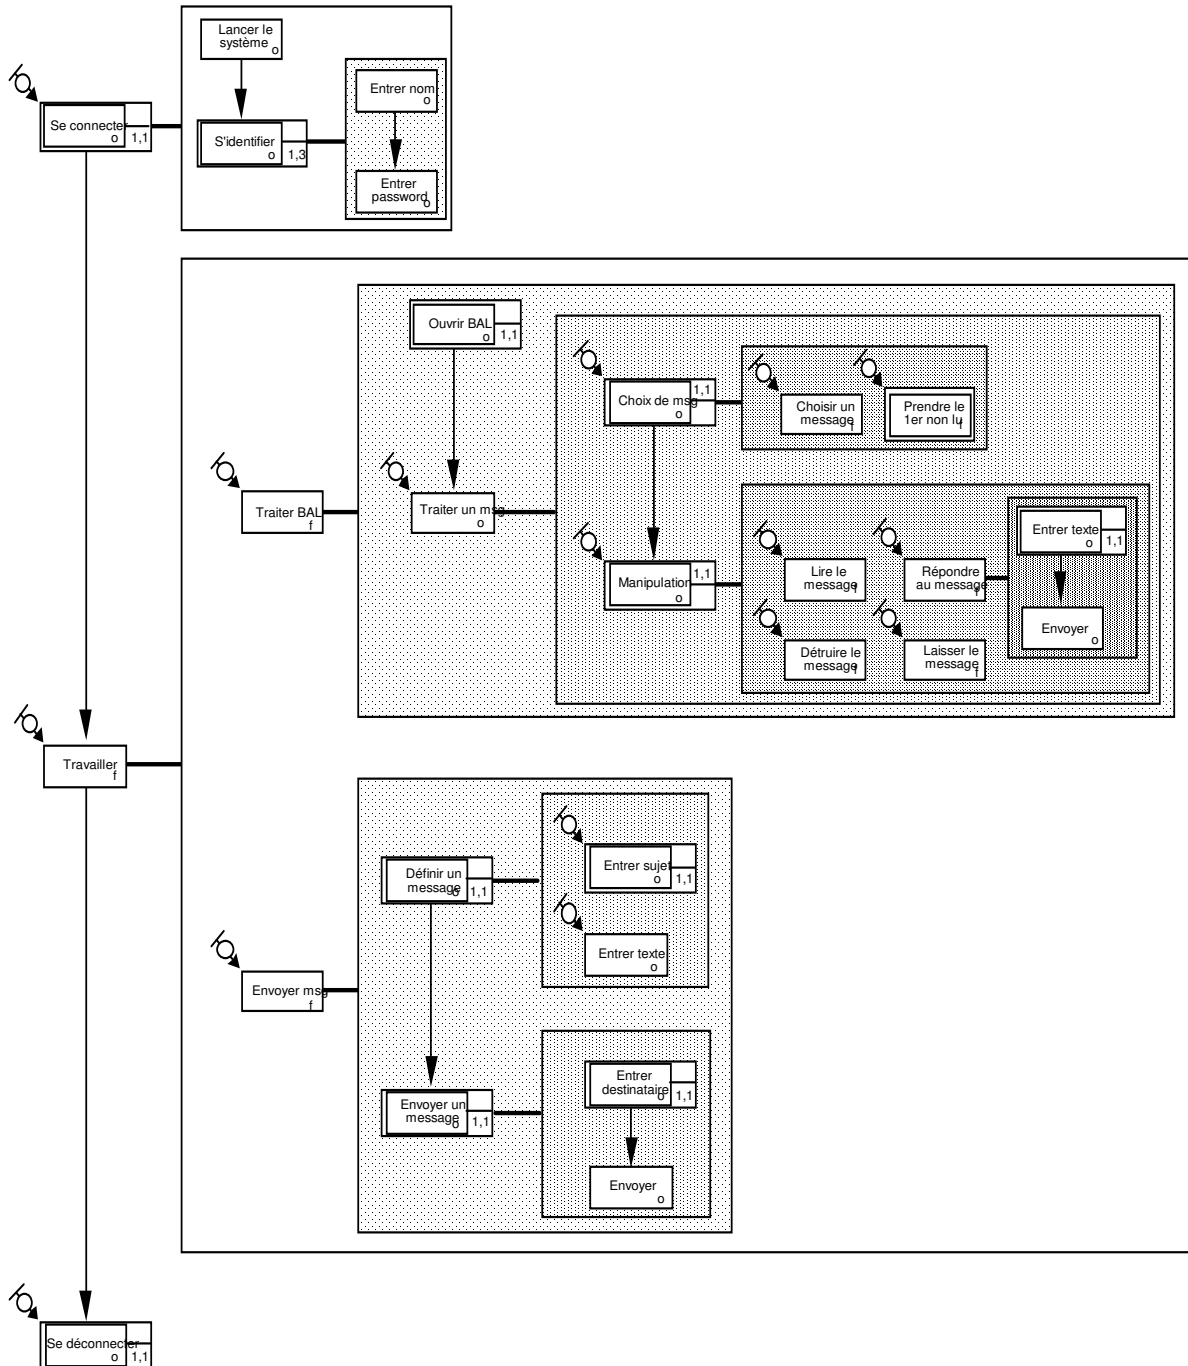 Lancer le
système
o
Entrer nom
o
Se connecter
o
1,1
S'identifier
o
1,3
Entrer
password
o
Ouvrir BAL
o
1,1
Choix de msg
o
1,1
Choisir un
message
f
Prendre le
1er non lu
f
Traiter BAL
f
Traiter un msg
o
Manipulation
o
1,1
Lire le
message
f
Répondre
au message
f
Entrer texte
o
1,1
Envoyer
o
Détruire le
message
f
Laisser le
message
f
Travailler
f
Définir un
message
o
1,1
Entrer sujet
o
1,1
Entrer texte
o
Envoyer msg
f
Envoyer un
message
o
1,1
Entrer
destinataire
o
1,1
Envoyer
o
Se déconnecter
o
1,1